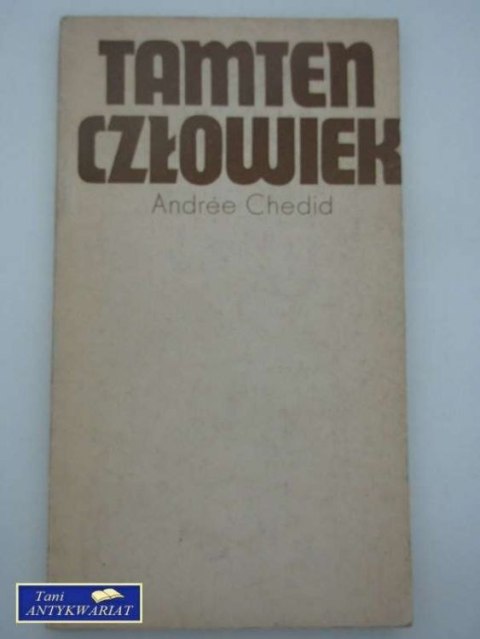 TAMTEN
CZŁOWIEK
Andrée Chedid
Tani
ANTYKWARIAT